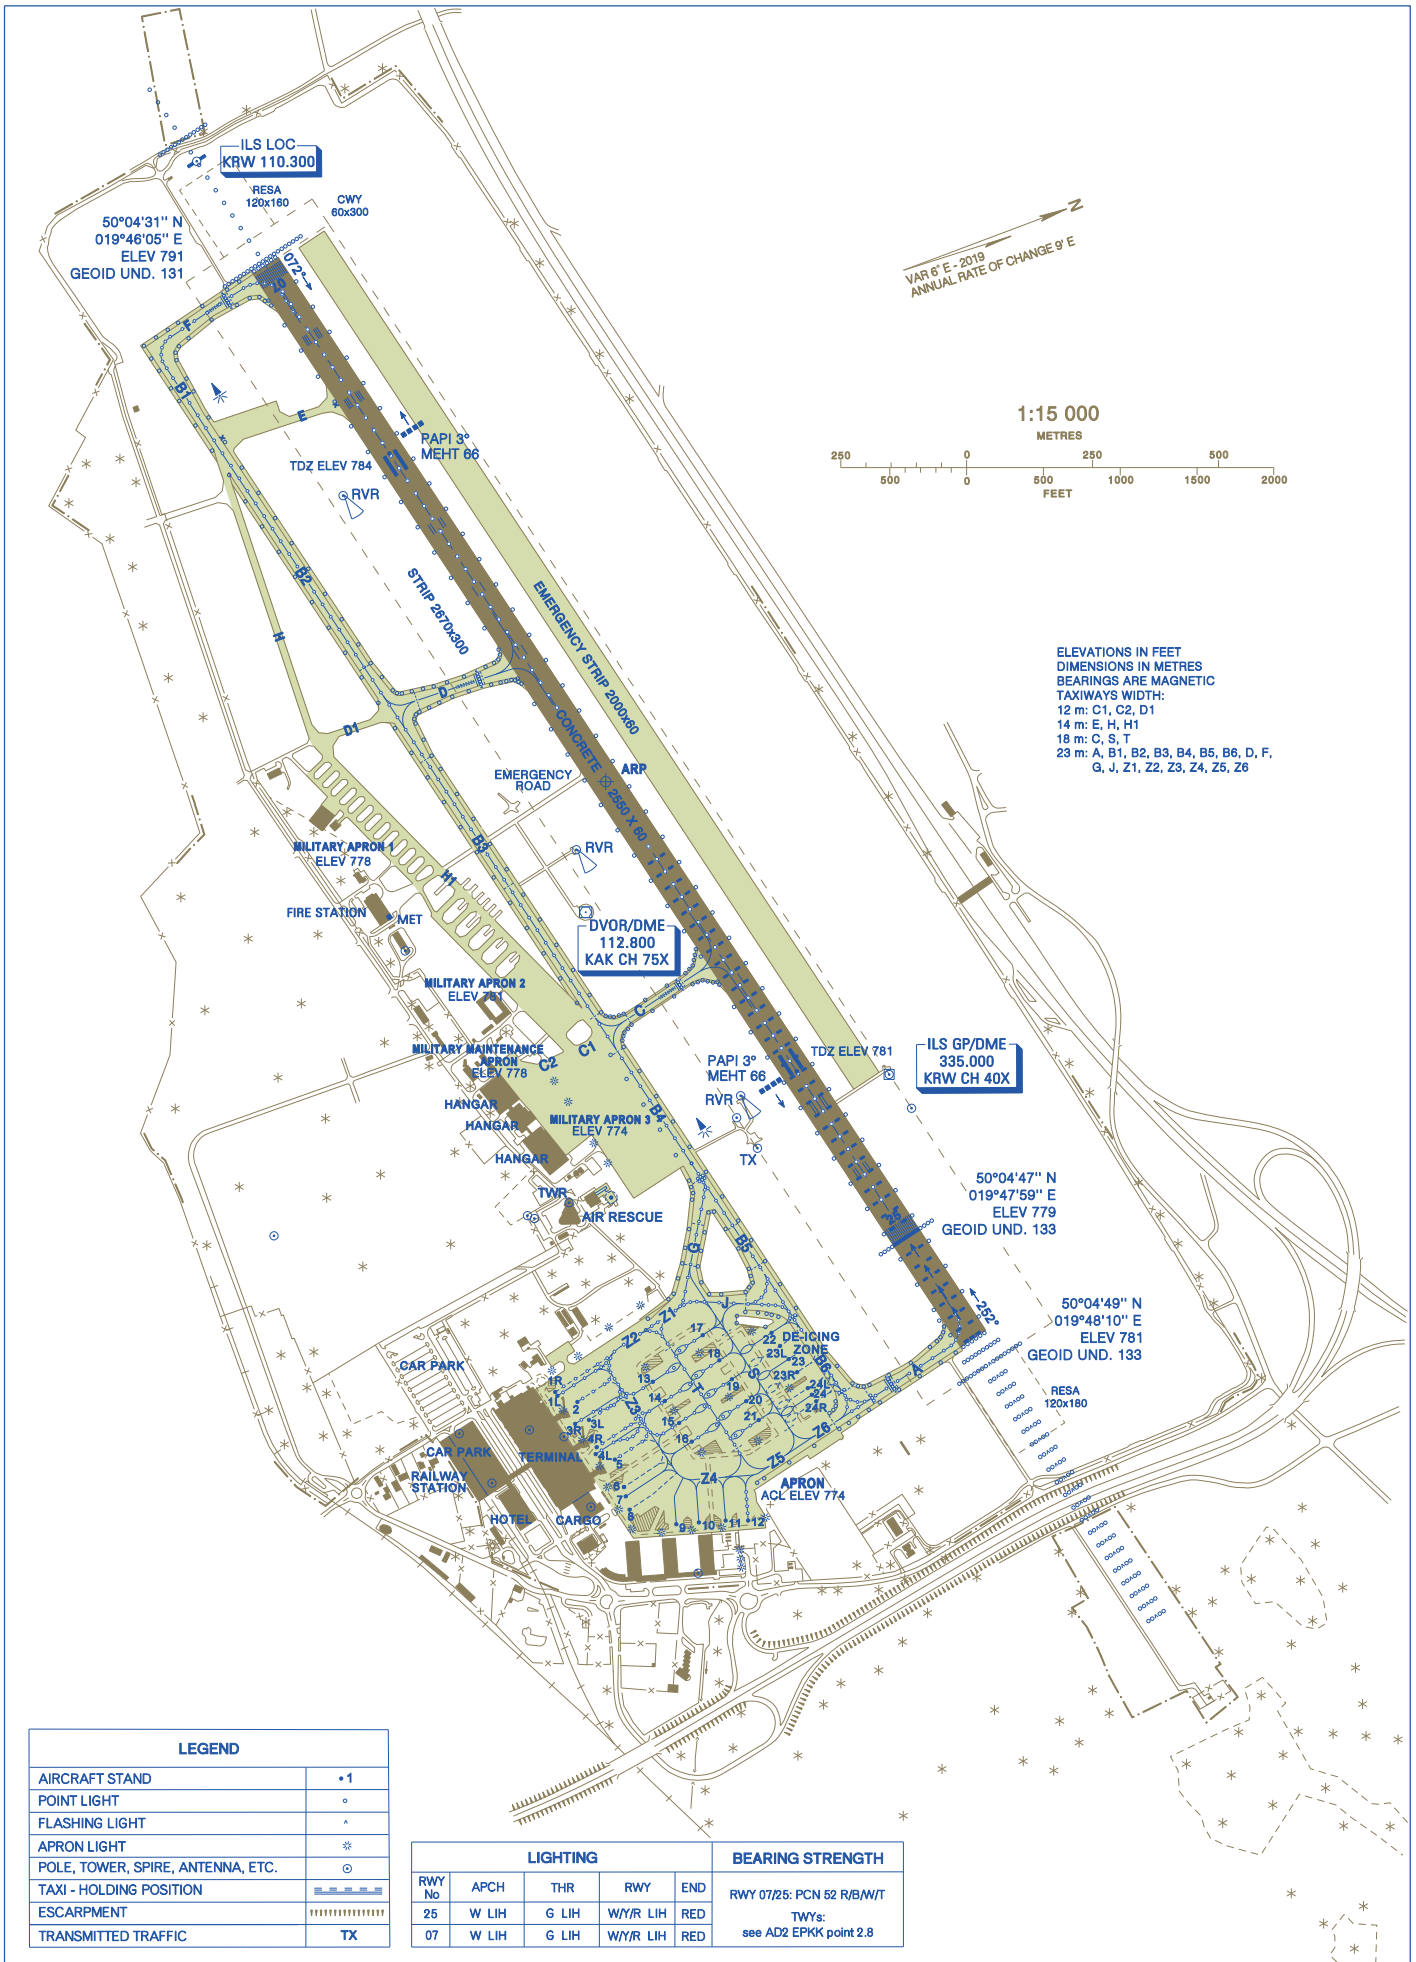 ILS LOC
KRW 110.300
RESA
120x160
CWY
60x300
50°04'31'' N
019°46'05'' E
ELEV 791
GEOID UND. 131
072°
07
F
B1
E
N
VAR 6° E - 2019
ANNUAL RATE OF CHANGE 9' E
1:15 000
METRES
250 0 250 500
500 0 500 1000 1500 2000
FEET
PAPI 3°
MEHT 66
TDZ ELEV 784
RVR
B2
STRIP 2670x300
EMERGENCY STRIP 2000x60
H
D
D1
CONCRETE 2550 X 60
ARP
ELEVATIONS IN FEET
DIMENSIONS IN METRES
BEARINGS ARE MAGNETIC
TAXIWAYS WIDTH:
12 m: C1, C2, D1
14 m: E, H, H1
18 m: C, S, T
23 m: A, B1, B2, B3, B4, B5, B6, D, F,
G, J, Z1, Z2, Z3, Z4, Z5, Z6
EMERGENCY
ROAD
B3
RVR
MILITARY APRON 1
ELEV 778
H1
FIRE STATION
MET
DVOR/DME
112.800
KAK CH 75X
MILITARY APRON 2
ELEV 781
C
MILITARY MAINTENANCE
APRON
ELEV 778
C2
C1
PAPI 3°
MEHT 66
TDZ ELEV 781
ILS GP/DME
335.000
KRW CH 40X
RVR
HANGAR
HANGAR
MILITARY APRON 3
ELEV 774
B4
HANGAR
TX
TWR
AIR RESCUE
50°04'47'' N
019°47'59'' E
ELEV 779
GEOID UND. 133
25
G
B5
252°
50°04'49'' N
019°48'10'' E
ELEV 781
GEOID UND. 133
J
Z1
Z2
17
22
DE-ICING
ZONE
23L
23
B6
18
CAR PARK
13
S
23R
A
1R
1L
T
19
24L
24
RESA
120x180
2
Z3
14
20
24R
3L
3R
15
21
4R
16
Z6
CAR PARK
TERMINAL
4L
5
Z5
RAILWAY
STATION
Z4
APRON
ACL ELEV 774
6
7
HOTEL
CARGO
8
9
10
11
12
LEGEND
AIRCRAFT STAND 1
POINT LIGHT
FLASHING LIGHT
APRON LIGHT
POLE, TOWER, SPIRE, ANTENNA, ETC.
TAXI - HOLDING POSITION
ESCARPMENT
TRANSMITTED TRAFFIC TX
LIGHTING
BEARING STRENGTH
RWY No APCH THR RWY END
25 W LIH G LIH W/Y/R LIH RED
07 W LIH G LIH W/Y/R LIH RED
RWY 07/25: PCN 52 R/B/W/T
TWYs:
see AD2 EPKK point 2.8